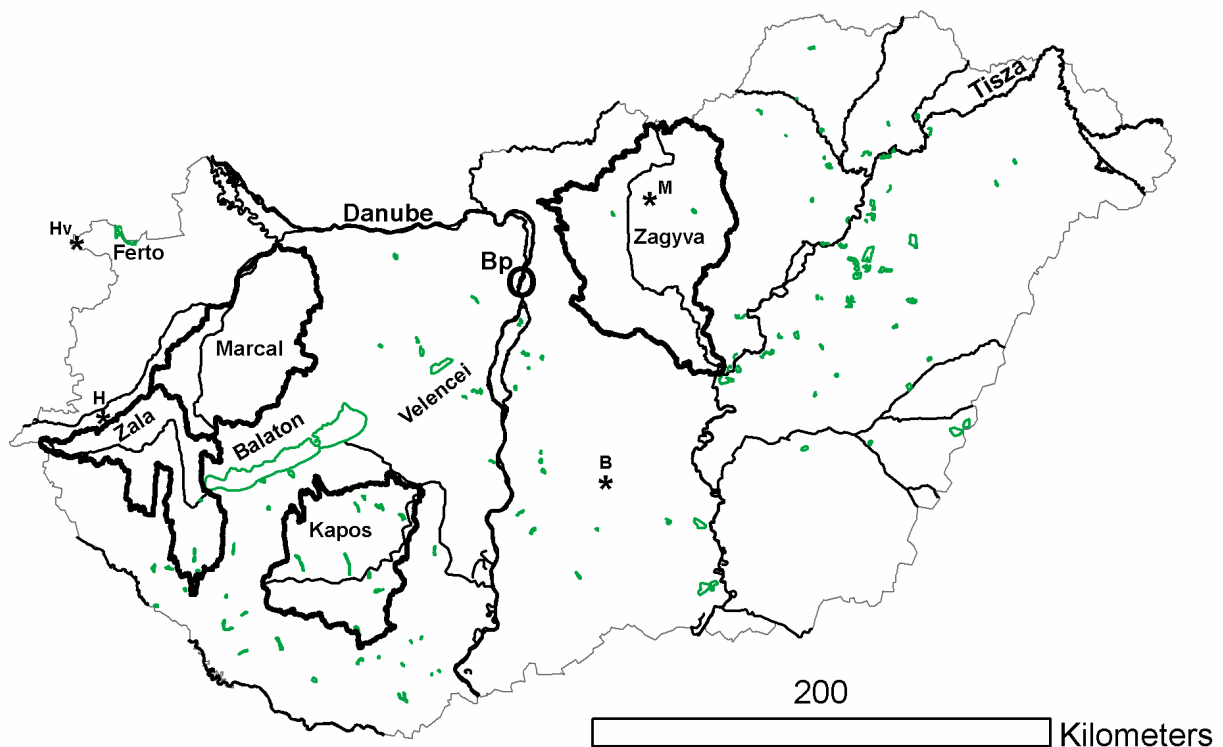 Tisza
M
Danube
Hv
Ferto
Zagyva
Bp
Marcal
Velencei
H
Zala
Balaton
B
Kapos
200
Kilometers